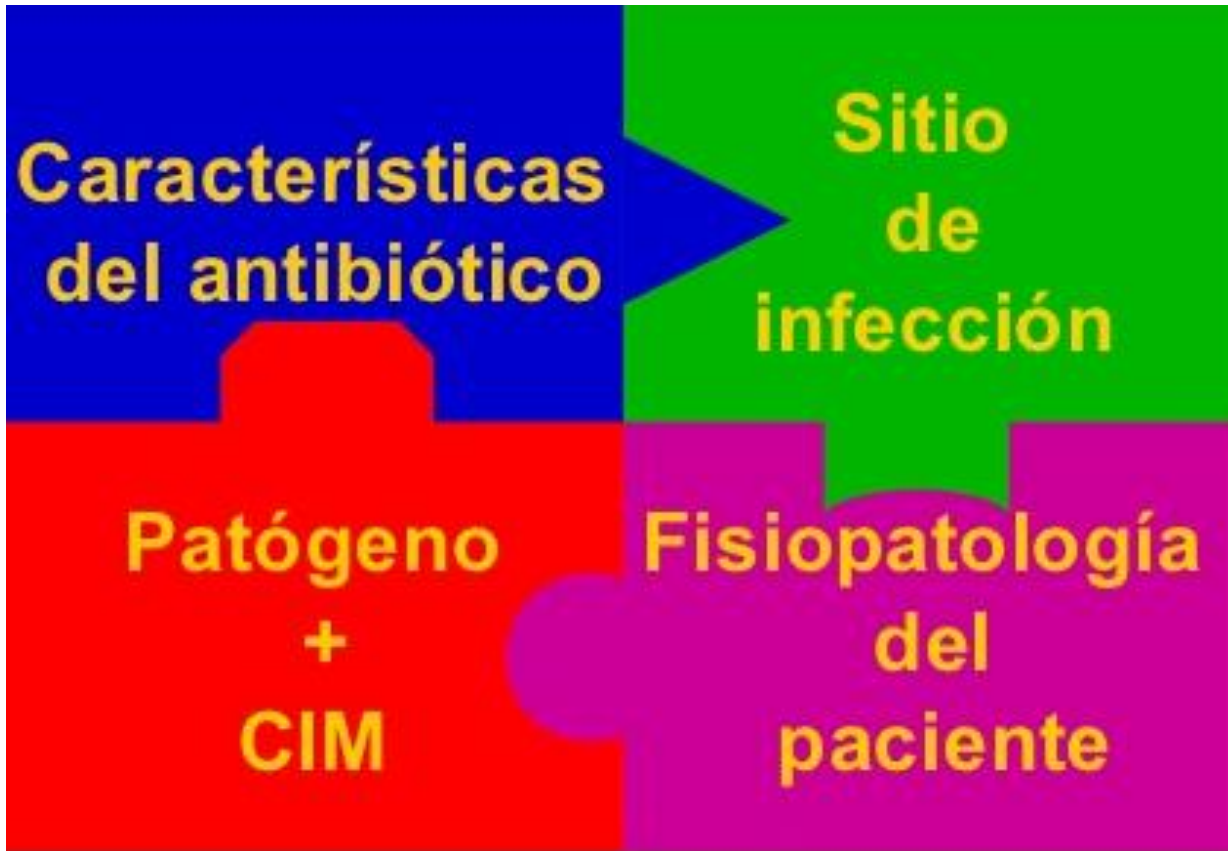 Características
del antibiótico
Sitio
de
infección
Patógeno
+
CIM
Fisiopatología
del
paciente